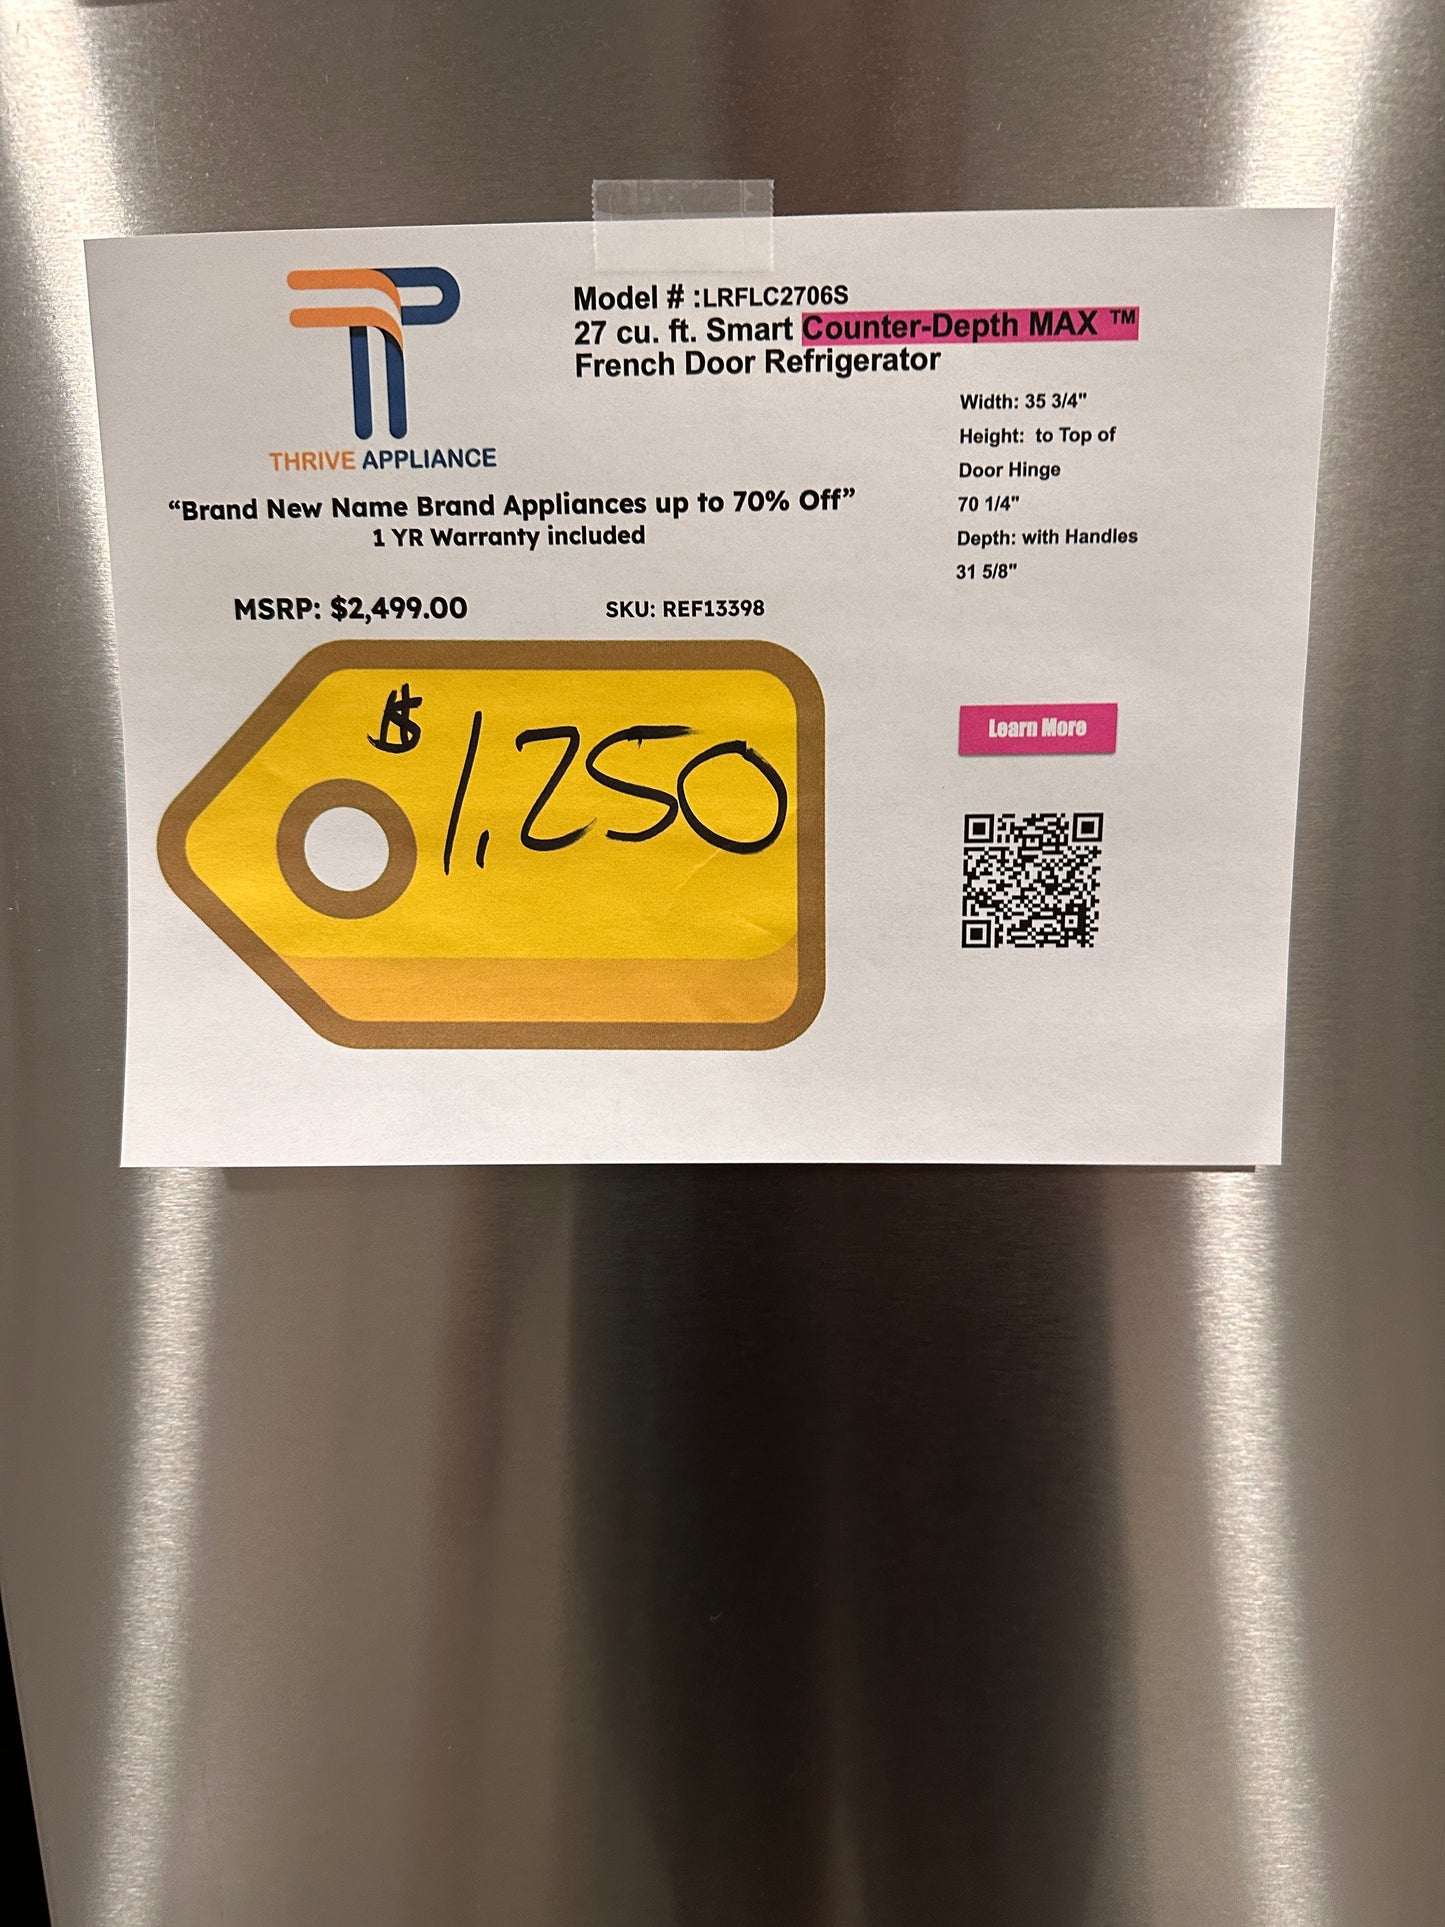 THRIVE APPLIANCE
Model # :LRFLC2706S
27 cu. ft. Smart Counter-Depth MAX ™
French Door Refrigerator
Width: 35 3/4"
Height: to Top of
Door Hinge
70 1/4"
Depth: with Handles
31 5/8"
“Brand New Name Brand Appliances up to 70% Off”
1 YR Warranty included
MSRP: $2,499.00
SKU: REF13398
$1,250
Learn More